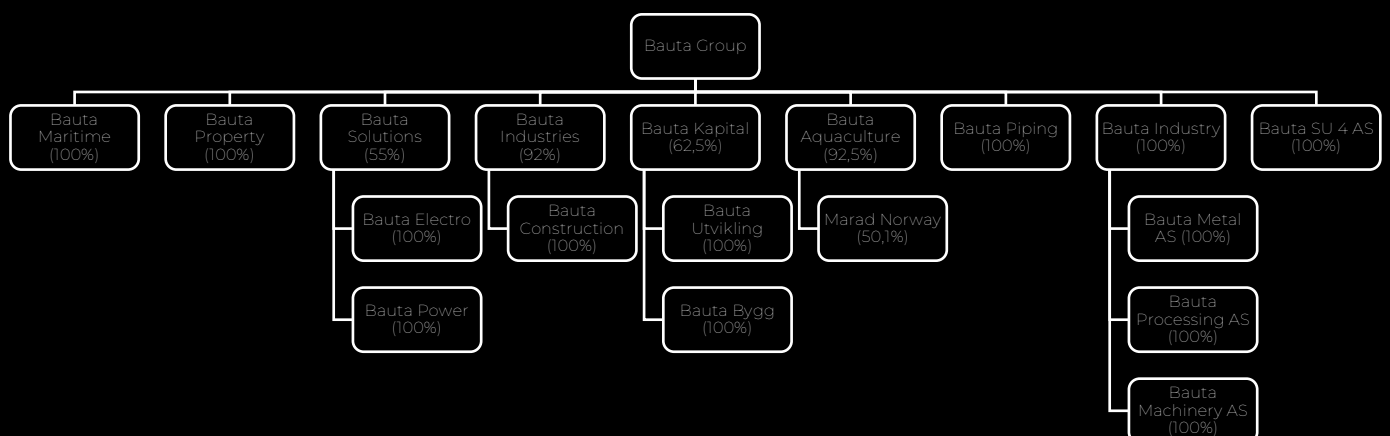 Bauta Group
Bauta
Maritime
(100%)
Bauta
Property
(100%)
Bauta
Solutions
(55%)
Bauta
Industries
(92%)
Bauta Kapital
(62,5%)
Bauta
Aquaculture
(92,5%)
Bauta Piping
(100%)
Bauta Industry
(100%)
Bauta SU 4 AS
(100%)
Bauta Electro
(100%)
Bauta
Construction
(100%)
Bauta
Utvikling
(100%)
Marad Norway
(50,1%)
Bauta Metal
AS (100%)
Bauta Power
(100%)
Bauta Bygg
(100%)
Bauta
Processing AS
(100%)
Bauta
Machinery AS
(100%)